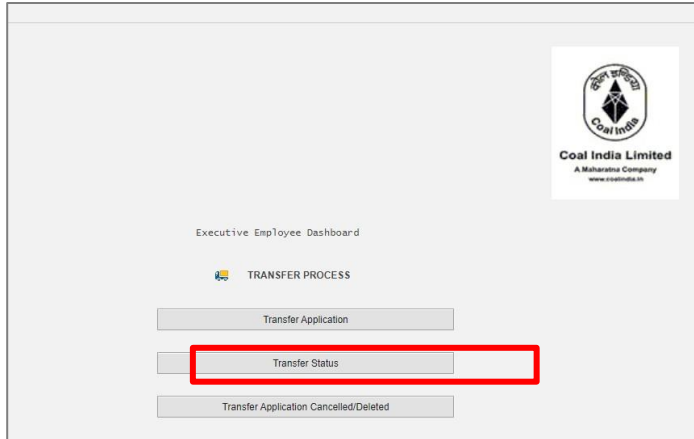 कोल इण्डिया
Coal India
Coal India Limited
A Maharatna Company
www.coalindia.in
Executive Employee Dashboard
TRANSFER PROCESS
Transfer Application
Transfer Status
Transfer Application Cancelled/Deleted